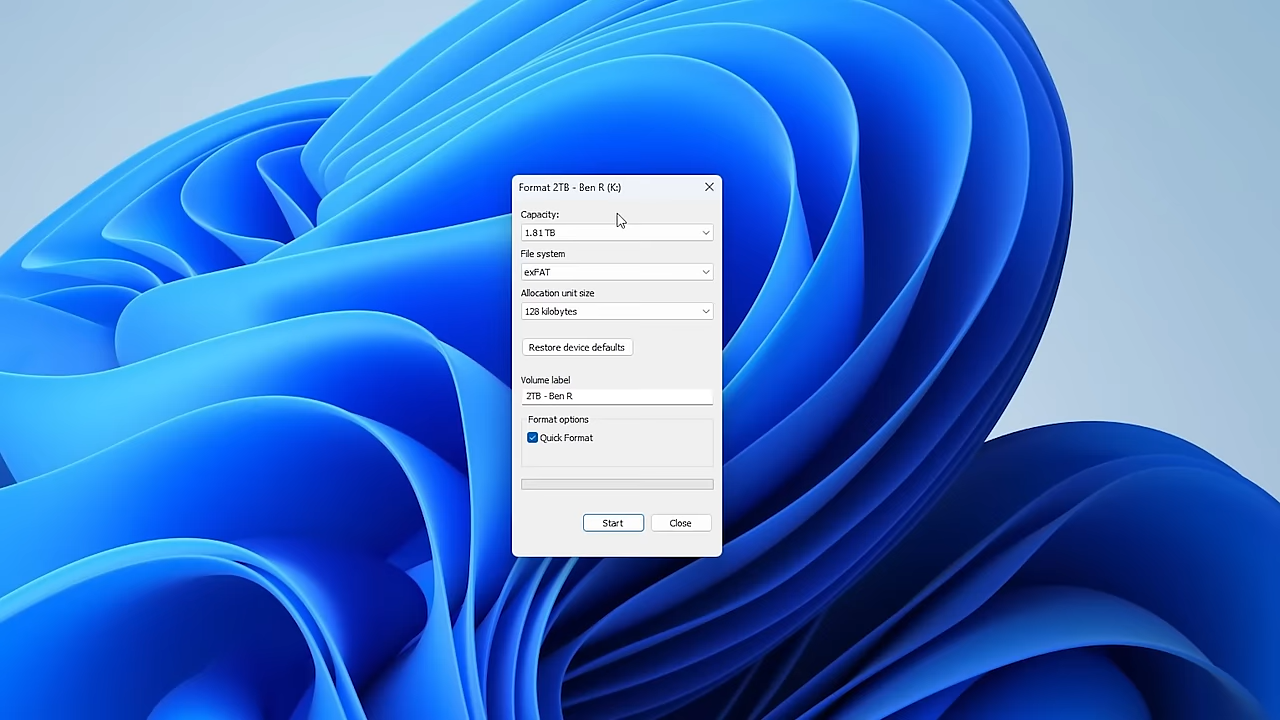 Format 2TB - Ben R (K:)
Capacity:
1.81 TB
File system
exFAT
Allocation unit size
128 kilobytes
Restore device defaults
Volume label
2TB - Ben R
Format options
Quick Format
Start Close